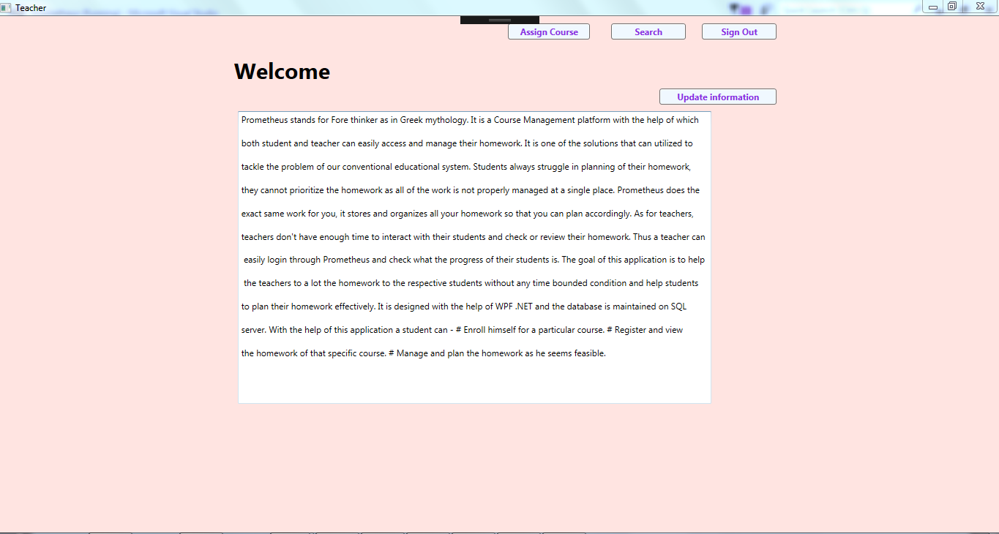 Teacher
Assign Course
Search
Sign Out
Welcome
Update information
Prometheus stands for Fore thinker as in Greek mythology. It is a Course Management platform with the help of which
both student and teacher can easily access and manage their homework. It is one of the solutions that can utilized to
tackle the problem of our conventional educational system. Students always struggle in planning of their homework,
they cannot prioritize the homework as all of the work is not properly managed at a single place. Prometheus does the
exact same work for you, it stores and organizes all your homework so that you can plan accordingly. As for teachers,
teachers don't have enough time to interact with their students and check or review their homework. Thus a teacher can
easily login through Prometheus and check what the progress of their students is. The goal of this application is to help
the teachers to a lot the homework to the respective students without any time bounded condition and help students
to plan their homework effectively. It is designed with the help of WPF .NET and the database is maintained on SQL
server. With the help of this application a student can - # Enroll himself for a particular course. # Register and view
the homework of that specific course. # Manage and plan the homework as he seems feasible.